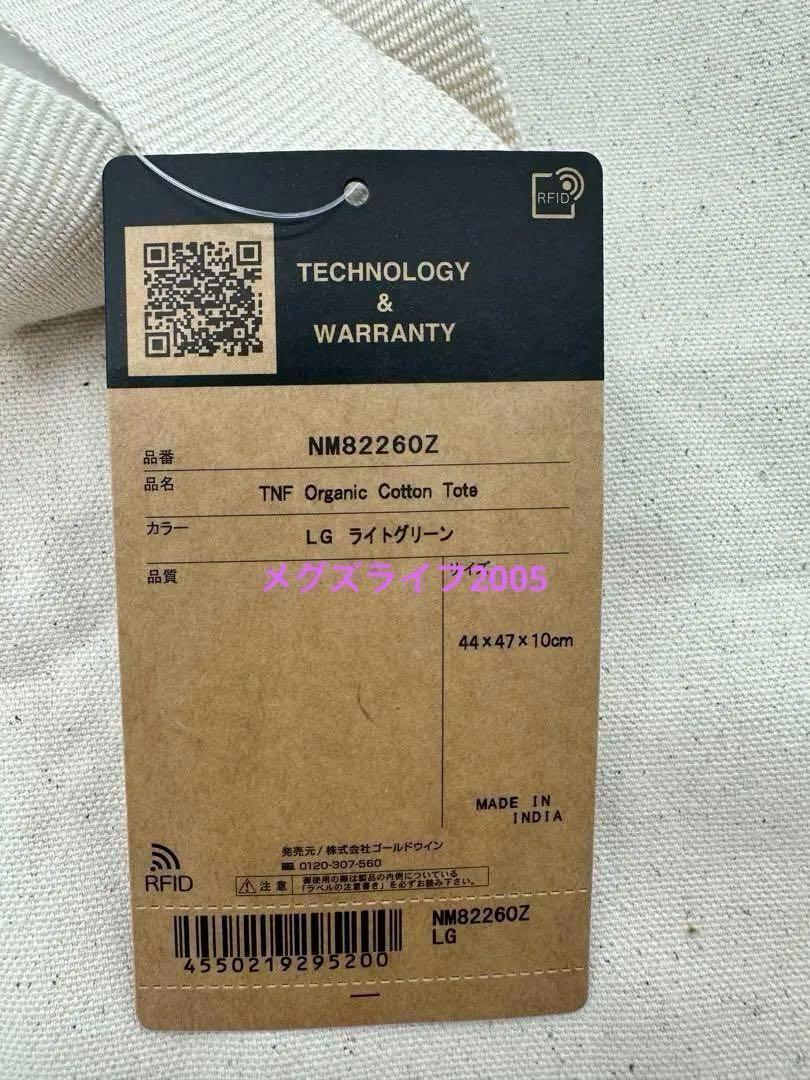 RFID
TECHNOLOGY
&
WARRANTY
品番 NM82260Z
品名 TNF Organic Cotton Tote
カラー LG ライトグリーン
品質 サイズ
メグズライフ2005
44×47×10cm
MADE IN
INDIA
発売元/株式会社ゴールドウイン
0120-307-560
RFID
注意 御使用の際は製品の内側についている
「ラベルの注意書き」を必ずお読み下さい。
4550219295200
NM82260Z
LG